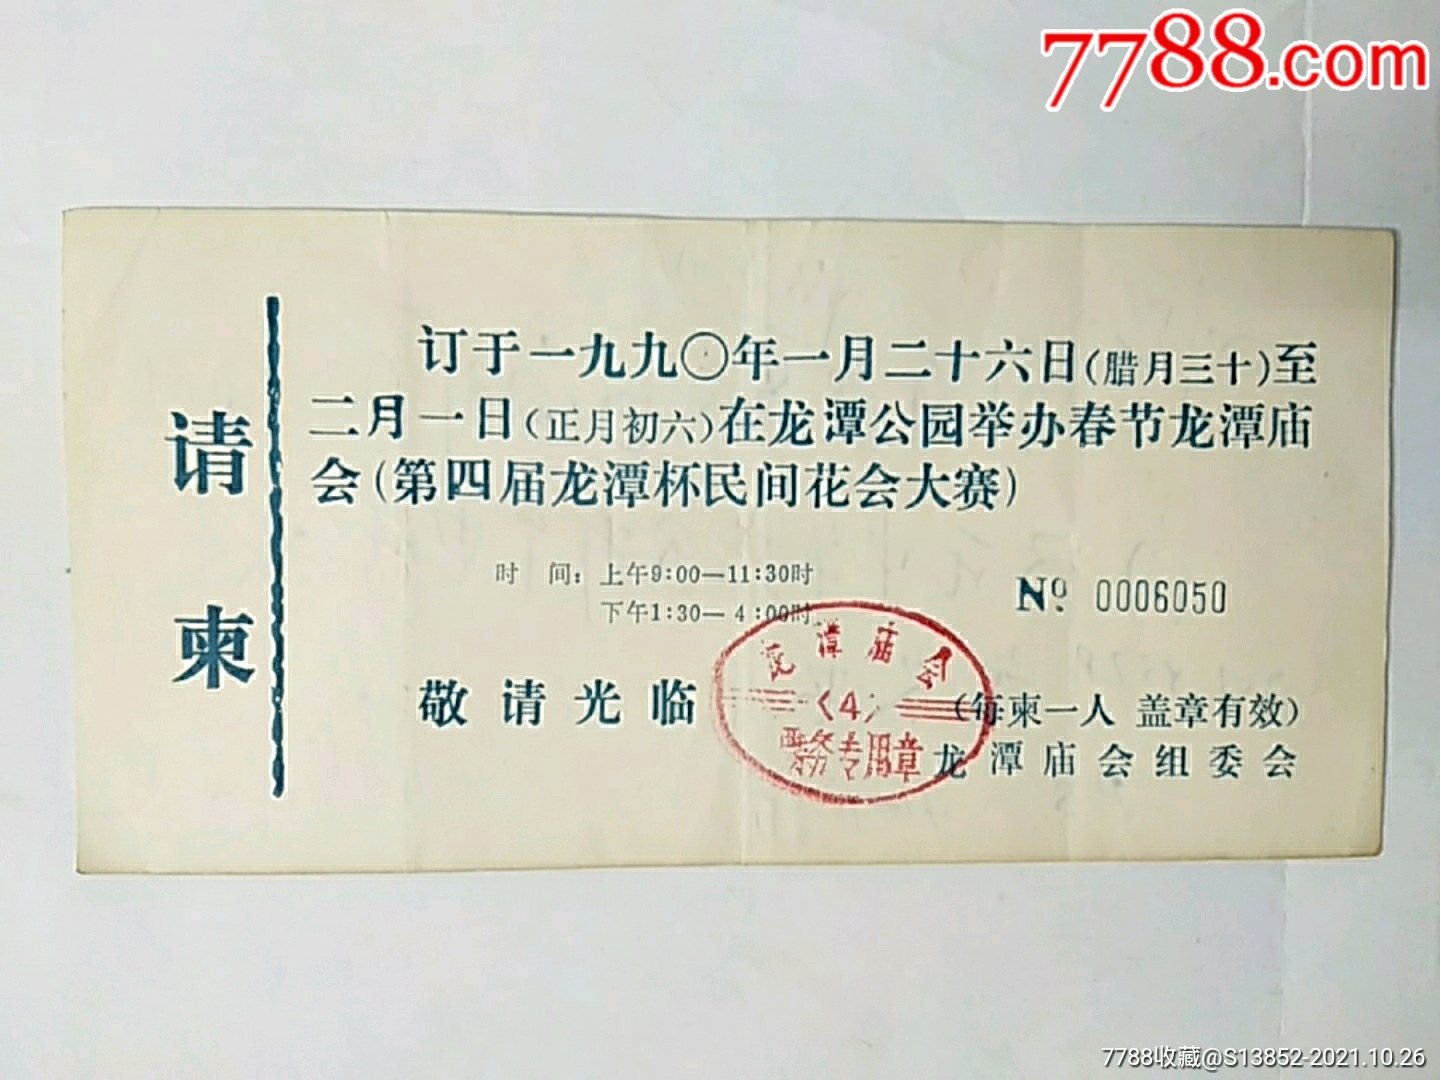 7788.com
请柬
订于一九九〇年一月二十六日(腊月三十)至
二月一日(正月初六)在龙潭公园举办春节龙潭庙
会(第四届龙潭杯民间花会大赛)
时 间: 上午9:00—11:30时
下午1:30— 4:00时
Nº 0006050
敬请光临
(每柬一人 盖章有效)
龙潭庙会组委会
龙潭庙会
〈4〉
票务专用章
7788收藏@S13852-2021.10.26